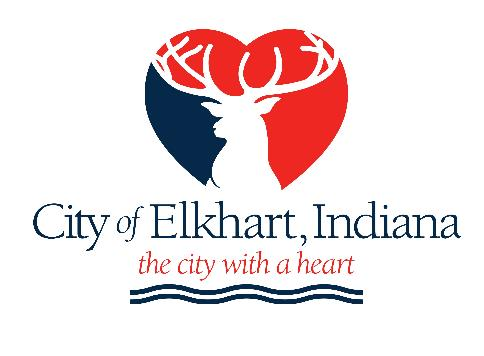 City of Elkhart, Indiana
the city with a heart